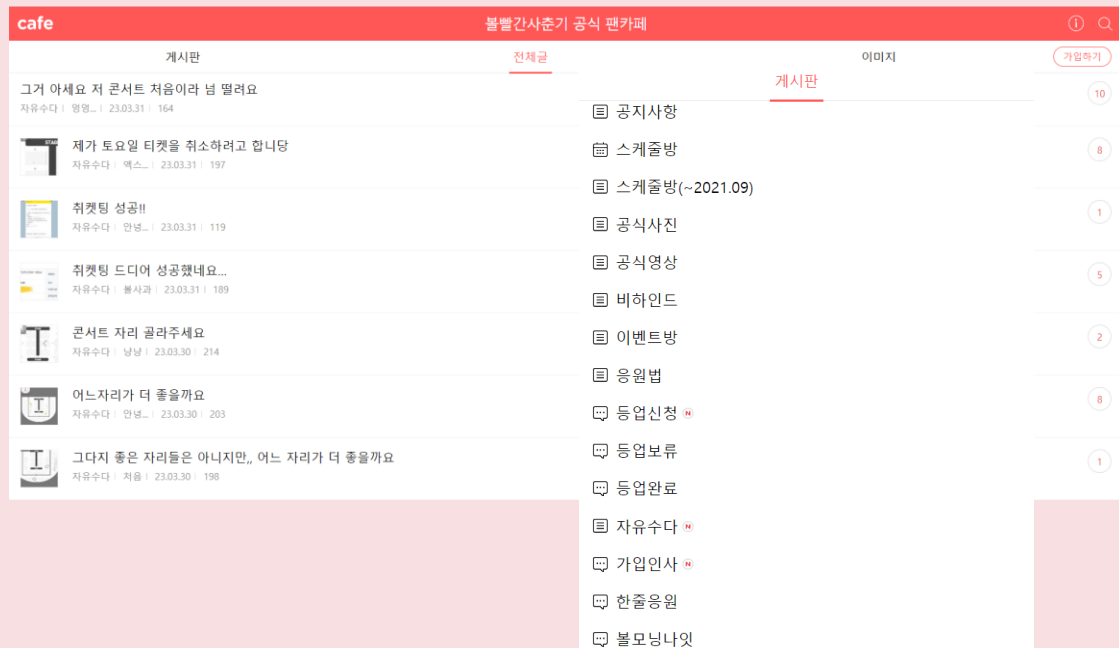 cafe
볼빨간사춘기 공식 팬카페
게시판
전체글
이미지
가입하기
그거 아세요 저 콘서트 처음이라 넘 떨려요
자유수다 23.03.31 164
10
제가 토요일 티켓을 취소하려고 합니당
자유수다 액스... 23.03.31 197
8
취켓팅 성공!!
자유수다 안녕... 23.03.31 119
1
취켓팅 드디어 성공했네요...
자유수다 볼사과 23.03.31 189
5
콘서트 자리 골라주세요
자유수다 냥냥 23.03.30 214
2
어느자리가 더 좋을까요
자유수다 안녕... 23.03.30 203
8
그다지 좋은 자리들은 아니지만,, 어느 자리가 더 좋을까요
자유수다 처음 23.03.30 198
1
게시판
공지사항
스케줄방
스케줄방(~2021.09)
공식사진
공식영상
비하인드
이벤트방
응원법
등업신청 N
등업보류
등업완료
자유수다 N
가입인사 N
한줄응원
볼모닝나잇